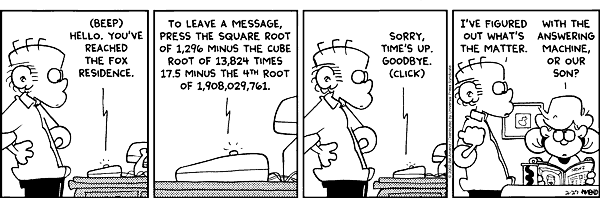 (BEEP)
HELLO. YOU'VE
REACHED
THE FOX
RESIDENCE.
TO LEAVE A MESSAGE,
PRESS THE SQUARE ROOT
OF 1,296 MINUS THE CUBE
ROOT OF 13,824 TIMES
17.5 MINUS THE 4TH ROOT
OF 1,908,029,761.
SORRY,
TIME'S UP.
GOODBYE.
(CLICK)
I'VE FIGURED
OUT WHAT'S
THE MATTER.
WITH THE
ANSWERING
MACHINE,
OR OUR
SON?
2-27